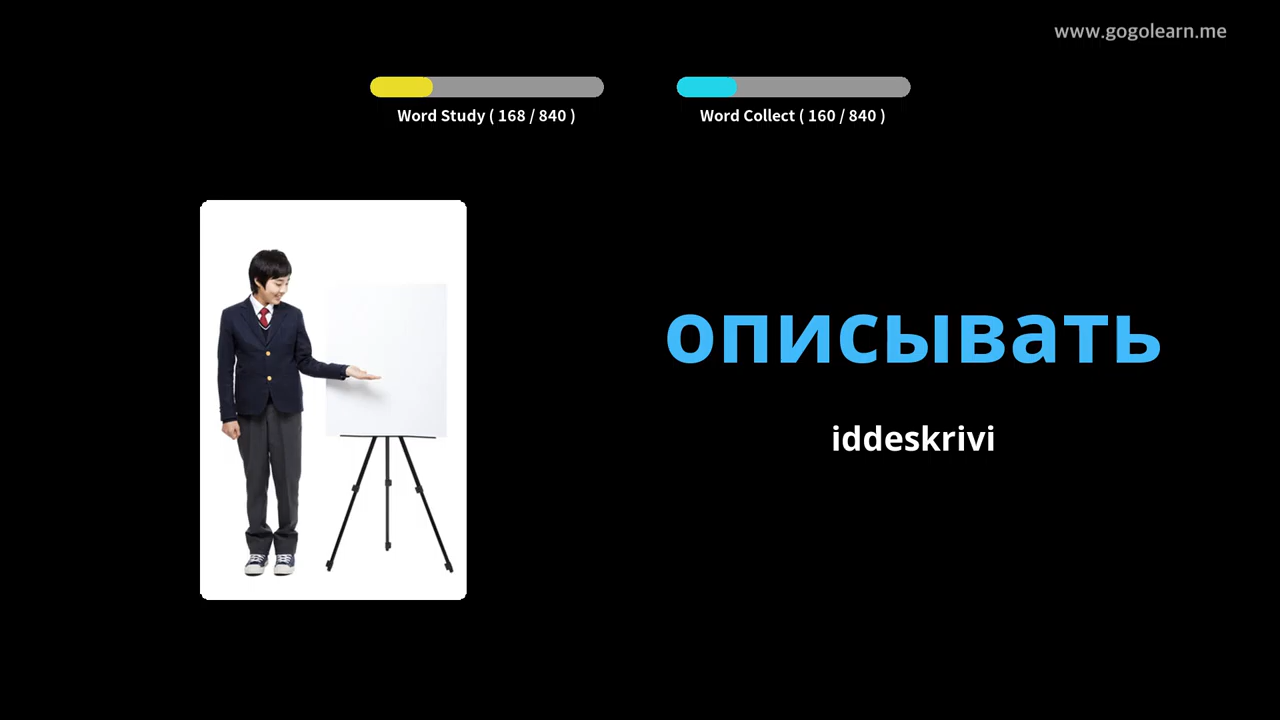 www.gogolearn.me
Word Study ( 168 / 840 )
Word Collect ( 160 / 840 )
описывать
iddeskrivi